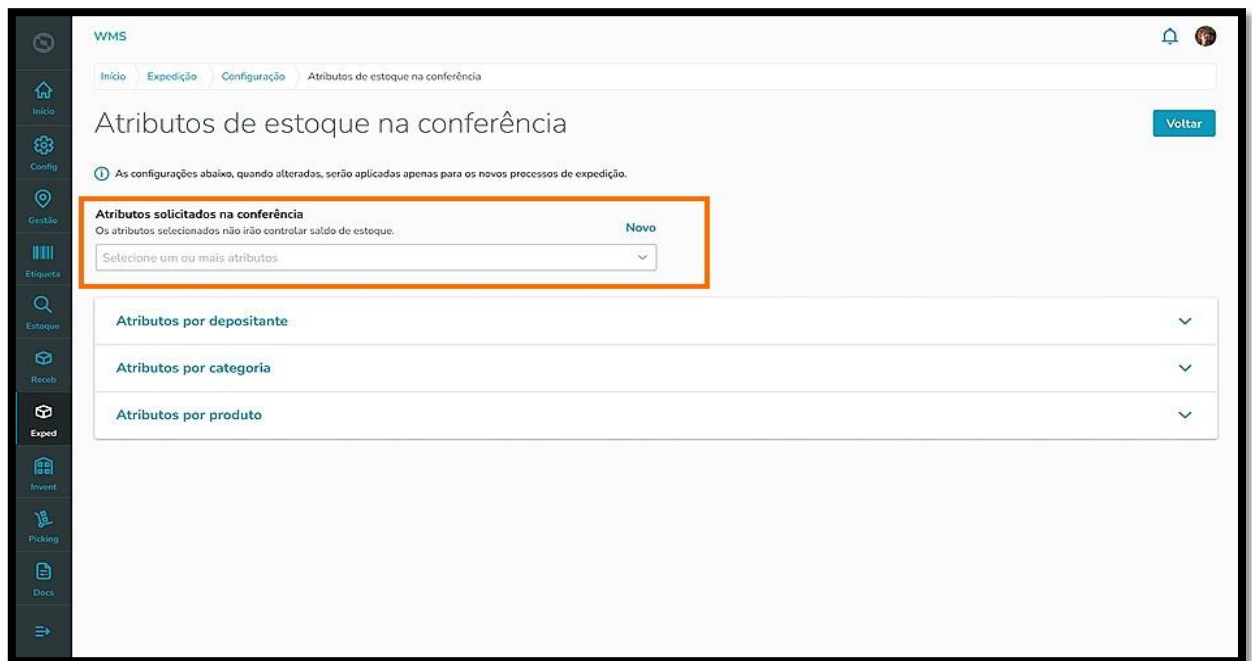 WMS
Início Expedição Configuração Atributos de estoque na conferência
Atributos de estoque na conferência
Voltar
As configurações abaixo, quando alteradas, serão aplicadas apenas para os novos processos de expedição.
Atributos solicitados na conferência
Os atributos selecionados não irão controlar saldo de estoque.
Novo
Selecione um ou mais atributos
Atributos por depositante
Atributos por categoria
Atributos por produto
Início
Config
Gestão
Etiqueta
Estoque
Receb
Exped
Invent
Picking
Docs